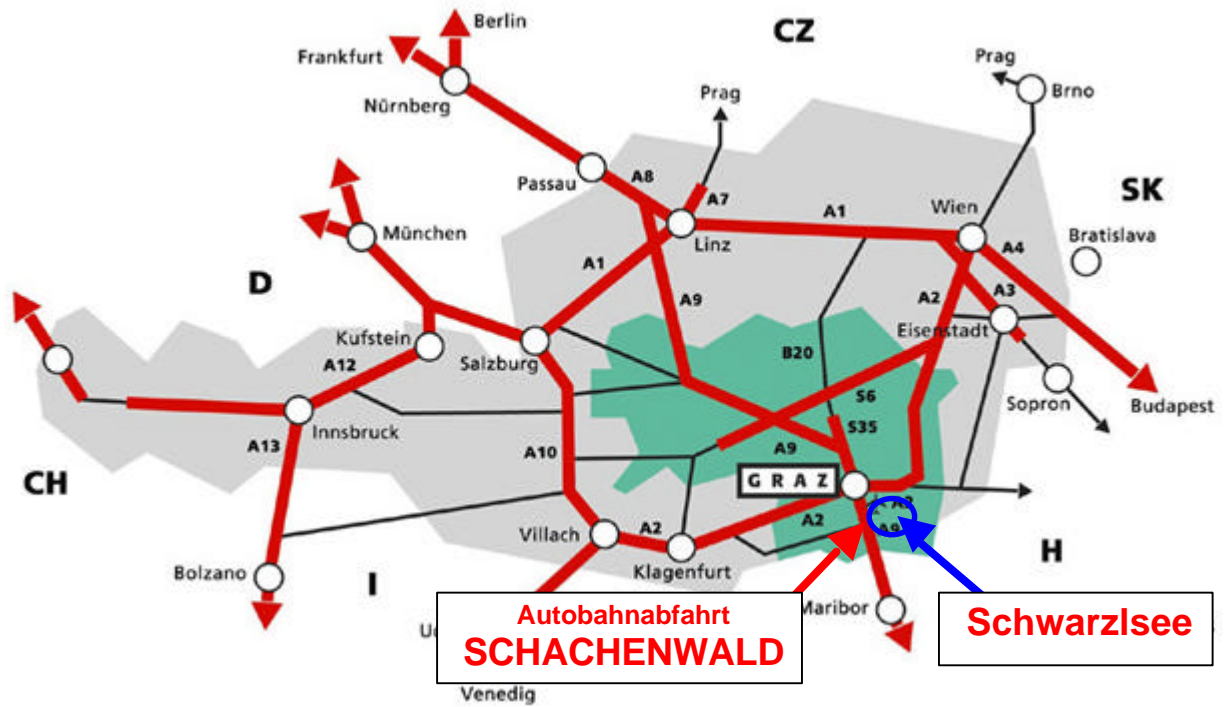 Berlin
CZ
Frankfurt
Prag
Brno
Nürnberg
Prag
SK
Passau
A8
A7
A1
Wien
Linz
A4
Bratislava
München
A1
D
A9
A2
A3
Kufstein
Eisenstadt
Salzburg
B20
A12
S6
Sopron
Budapest
Innsbruck
S35
A13
A10
A9
GRAZ
CH
A2
A2
A2
A9
Villach
Klagenfurt
H
Bolzano
I
Maribor
Autobahnabfahrt
SCHACHENWALD
Schwarzlsee
Venedig